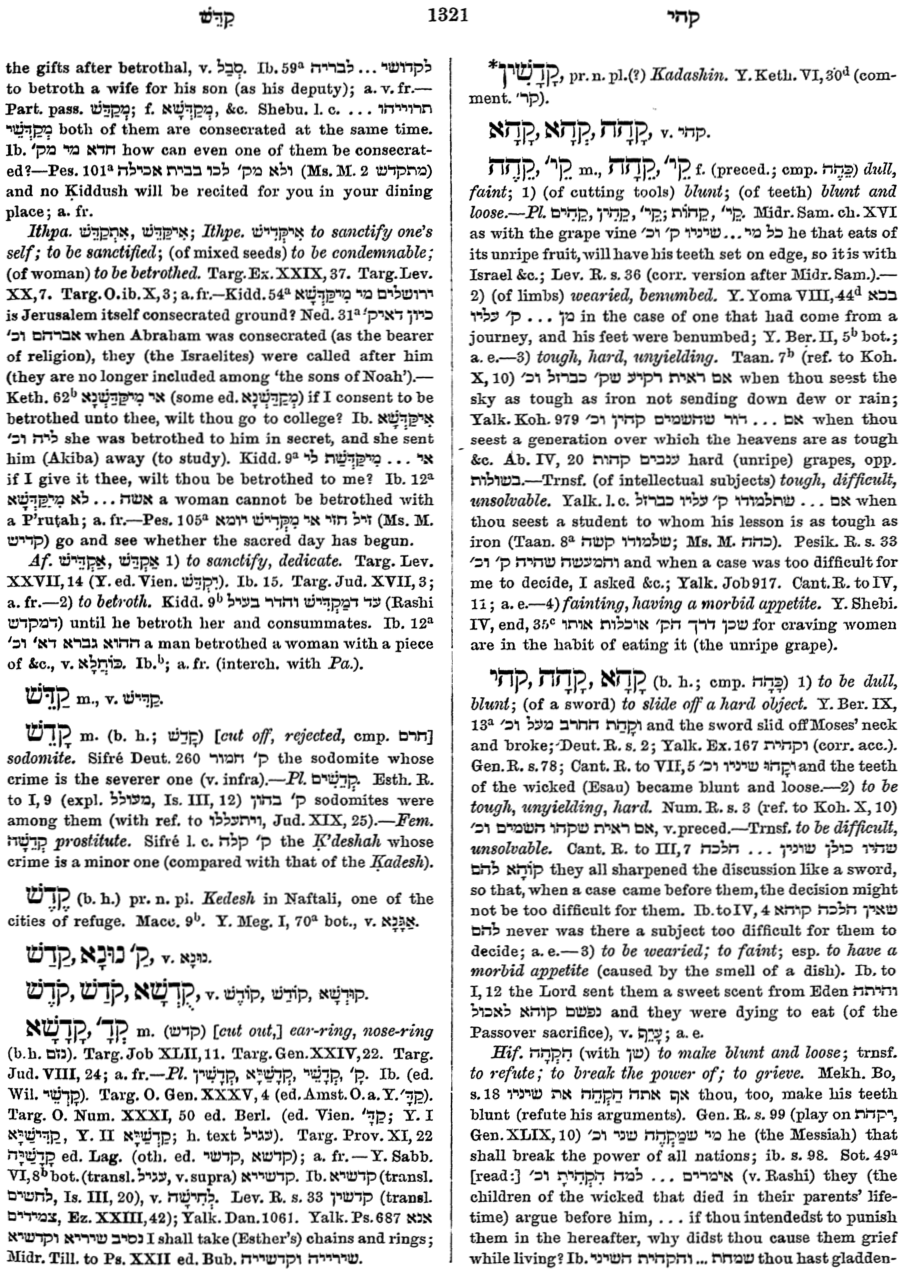 קַדֵּשׁ 1321 קהי
the gifts after betrothal, v. סְבַל. Ib. 59ᵃ לקדושי ... לבריה
to betroth a wife for his son (as his deputy); a. v. fr.—
Part. pass. מְקַדֵּשׁ; f. מְקַדְּשָׁא, &c. Shebu. l. c. ... תרוייהו
מְקַדְּשֵׁי both of them are consecrated at the same time.
Ib. חדא מי מק' how can even one of them be consecrat-
ed?—Pes. 101ᵃ ולא מק' לכו בבית אכילה (Ms. M. 2 מתקדש)
and no Kiddush will be recited for you in your dining
place; a. fr.
Ithpa. אִיקַּדַּשׁ, אִתְקַדַּשׁ; Ithpe. אִיקְּדִישׁ to sanctify one's
self; to be sanctified; (of mixed seeds) to be condemnable;
(of woman) to be betrothed. Targ. Ex. XXIX, 37. Targ. Lev.
XX, 7. Targ. O. ib. X, 3; a. fr.—Kidd. 54ᵃ ירושלים מי מִיקַּדְּשָׁא
is Jerusalem itself consecrated ground? Ned. 31ᵃ כיון דאיק'
אברהם וכ' when Abraham was consecrated (as the bearer
of religion), they (the Israelites) were called after him
(they are no longer included among 'the sons of Noah').—
Keth. 62ᵇ אי מִיקַּדַּשְׁנָא (some ed. מְקַדַּשְׁנָא) if I consent to be
betrothed unto thee, wilt thou go to college? Ib. אִיקַּדְּשָׁא
ליה וכ' she was betrothed to him in secret, and she sent
him (Akiba) away (to study). Kidd. 9ᵃ אי ... מִיקַּדְּשַׁת לי
if I give it thee, wilt thou be betrothed to me? Ib. 12ᵃ
אשה ... לא מִיקַּדְּשָׁא a woman cannot be betrothed with
a P'ruṭah; a. fr.—Pes. 105ᵃ זיל חזי אי מְקַדֵּישׁ יומא (Ms. M.
קדיש) go and see whether the sacred day has begun.
Af. אַקְדֵּשׁ, אַקְדֵּישׁ 1) to sanctify, dedicate. Targ. Lev.
XXVII, 14 (Y. ed. Vien. יַקְדֵּשׁ). Ib. 15. Targ. Jud. XVII, 3;
a. fr.—2) to betroth. Kidd. 9ᵇ עד דמַקְדֵּישׁ והדר בעיל (Rashi
דמקדש) until he betroth her and consummates. Ib. 12ᵃ
ההוא גברא דא' וכ' a man betrothed a woman with a piece
of &c., v. כּוּחֲלָא. Ib.ᵇ; a. fr. (interch. with Pa.).
קַדֵּשׁ m., v. קַדִּישׁ.
קָדֵשׁ m. (b. h.; קָדַשׁ) [cut off, rejected, cmp. חרם]
sodomite. Sifré Deut. 260 ק' חמור the sodomite whose
crime is the severer one (v. infra).—Pl. קְדֵשִׁים. Esth. R.
to I, 9 (expl. מעולל, Is. III, 12) ק' בהון sodomites were
among them (with ref. to ויתעללו, Jud. XIX, 25).—Fem.
קְדֵשָׁה prostitute. Sifré l. c. ק' קלה the K'deshah whose
crime is a minor one (compared with that of the Ḳadesh).
קֶדֶשׁ (b. h.) pr. n. pl. Kedesh in Naftali, one of the
cities of refuge. Macc. 9ᵇ. Y. Meg. I, 70ᵃ bot., v. אַגָּנָא.
קַדַּשׁ, ק' נוּנָא, v. נונא.
קֹדֶשׁ, קֹדַשׁ, קֻדְשָׁא, v. קוֹדֶשׁ, קוֹדַשׁ, קוּדְשָׁא.
קְדָשָׁא, קְדָ' m. (קדש) [cut out,] ear-ring, nose-ring
(b. h. נזם). Targ. Job XLII, 11. Targ. Gen. XXIV, 22. Targ.
Jud. VIII, 24; a. fr.—Pl. קְדָשִׁין, קְדָשַׁיָּא, קְדָשֵׁי, ק'. Ib. (ed.
Wil. קַדְשֵׁי). Targ. O. Gen. XXXV, 4 (ed. Amst. O. a. Y. קַדָּ').
Targ. O. Num. XXXI, 50 ed. Berl. (ed. Vien. קַדָּ'; Y. I
קְדִישַׁיָּא, Y. II קַדְשַׁיָּא; h. text עגיל). Targ. Prov. XI, 22
קְדָשַׁיָּה ed. Lag. (oth. ed. קדשא, קדשי); a. fr.—Y. Sabb.
VI, 8ᵇ bot. (transl. עגיל, v. supra) קדשייא. Ib. קדשיא (transl.
לחשים, Is. III, 20), v. לְחִישָׁה. Lev. R. s. 33 קדשין (transl.
צמידים, Ez. XXIII, 42); Yalk. Dan. 1061. Yalk. Ps. 687 אנא
נסיב שיריא וקדשיא I shall take (Esther's) chains and rings;
Midr. Till. to Ps. XXII ed. Bub. שירייה וקדשייה.
*קְדָשִׁין, pr. n. pl.(?) Kadashin. Y. Keth. VI, 30ᵈ (com-
ment. קר').
קָהָה, קְהָא, קָהָא, v. קהי.
קֵהֶה, קֵי', קֵהָה m., קֵי' f. (preced.; cmp. כֵּהֶה) dull,
faint; 1) (of cutting tools) blunt; (of teeth) blunt and
loose.—Pl. קֵהִים, קֵהִין, קֵי'; קֵהוֹת, קֵי'. Midr. Sam. ch. XVI
as with the grape vine כל מי...שיניו ק' וכ' he that eats of
its unripe fruit, will have his teeth set on edge, so it is with
Israel &c.; Lev. R. s. 36 (corr. version after Midr. Sam.).—
2) (of limbs) wearied, benumbed. Y. Yoma VIII, 44ᵈ בבא
מן ... ק' עליו in the case of one that had come from a
journey, and his feet were benumbed; Y. Ber. II, 5ᵇ bot.;
a. e.—3) tough, hard, unyielding. Taan. 7ᵇ (ref. to Koh.
X, 10) אם ראית רקיע שק' כברזל וכ' when thou seest the
sky as tough as iron not sending down dew or rain;
Yalk. Koh. 979 אם ... דור שהשמים קהין וכ' when thou
seest a generation over which the heavens are as tough
&c. Ab. IV, 20 ענבים קהות hard (unripe) grapes, opp.
בשולות.—Trnsf. (of intellectual subjects) tough, difficult,
unsolvable. Yalk. l. c. אם ... שתלמודו ק' עליו כברזל when
thou seest a student to whom his lesson is as tough as
iron (Taan. 8ᵃ שלמודו קשה; Ms. M. כהה). Pesik. R. s. 33
והמעשה שהיה ק' וכ' and when a case was too difficult for
me to decide, I asked &c.; Yalk. Job 917. Cant. R. to IV,
11; a. e.—4) fainting, having a morbid appetite. Y. Shebi.
IV, end, 35ᶜ שכן דרך הק' אוכלות אותו for craving women
are in the habit of eating it (the unripe grape).
קָהָא, קָהָה, קהי (b. h.; cmp. כָּהָה) 1) to be dull,
blunt; (of a sword) to slide off a hard object. Y. Ber. IX,
13ᵃ וקָהַת החרב מעל וכ' and the sword slid off Moses' neck
and broke; Deut. R. s. 2; Yalk. Ex. 167 וקהית (corr. acc.).
Gen. R. s. 78; Cant. R. to VII, 5 וקָהוּ שיניו וכ' and the teeth
of the wicked (Esau) became blunt and loose.—2) to be
tough, unyielding, hard. Num. R. s. 3 (ref. to Koh. X, 10)
אם ראית שקהו השמים וכ', v. preced.—Trnsf. to be difficult,
unsolvable. Cant. R. to III, 7 שהיו כולן שונין ... הלכה
קוֹהָא להם they all sharpened the discussion like a sword,
so that, when a case came before them, the decision might
not be too difficult for them. Ib. to IV, 4 שאין הלכה קוהא
להם never was there a subject too difficult for them to
decide; a. e.—3) to be wearied; to faint; esp. to have a
morbid appetite (caused by the smell of a dish). Ib. to
I, 12 the Lord sent them a sweet scent from Eden והיתה
נפשם קוהא לאכול and they were dying to eat (of the
Passover sacrifice), v. עָרֵף; a. e.
Hif. הִקְהָה (with שן) to make blunt and loose; trnsf.
to refute; to break the power of; to grieve. Mekh. Bo,
s. 18 אף אתה הַקְהֵה את שיניו thou, too, make his teeth
blunt (refute his arguments). Gen. R. s. 99 (play on יקהת,
Gen. XLIX, 10) מי שמַקְהֶה שני וכ' he (the Messiah) that
shall break the power of all nations; ib. s. 98. Sot. 49ᵃ
[read:] אומרים ... למה הִקְהֵיתָ וכ' (v. Rashi) they (the
children of the wicked that died in their parents' life-
time) argue before him, ... if thou intendedst to punish
them in the hereafter, why didst thou cause them grief
while living? Ib. שמחת ... והקהית השיני thou hast gladden-